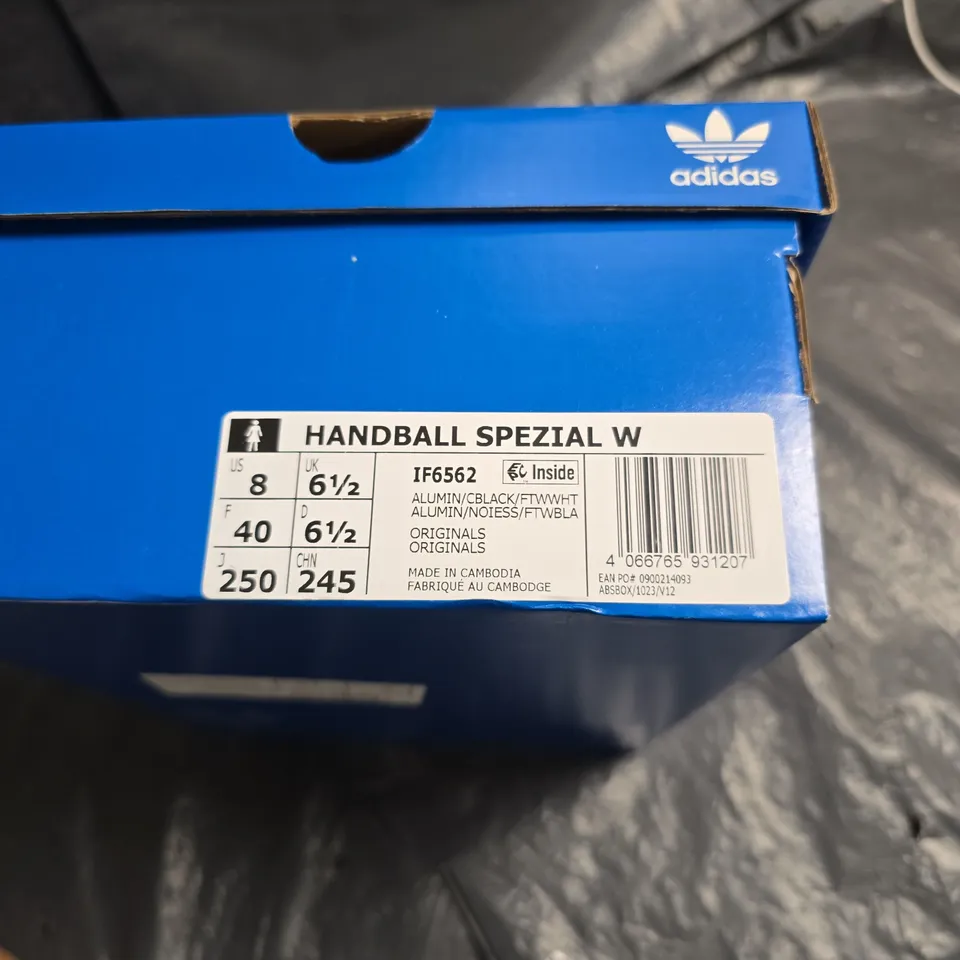 adidas
HANDBALL SPEZIAL W
US 8 UK 6½
F 40 D 6½
J 250 CHN 245
IF6562 Inside
ALUMIN/CBLACK/FTWWHT
ALUMIN/NOIESS/FTWBLA
ORIGINALS
ORIGINALS
MADE IN CAMBODIA
FABRIQUÉ AU CAMBODGE
4 066765 931207
EAN PO# 0900214093
ABSBOX/1023/V12